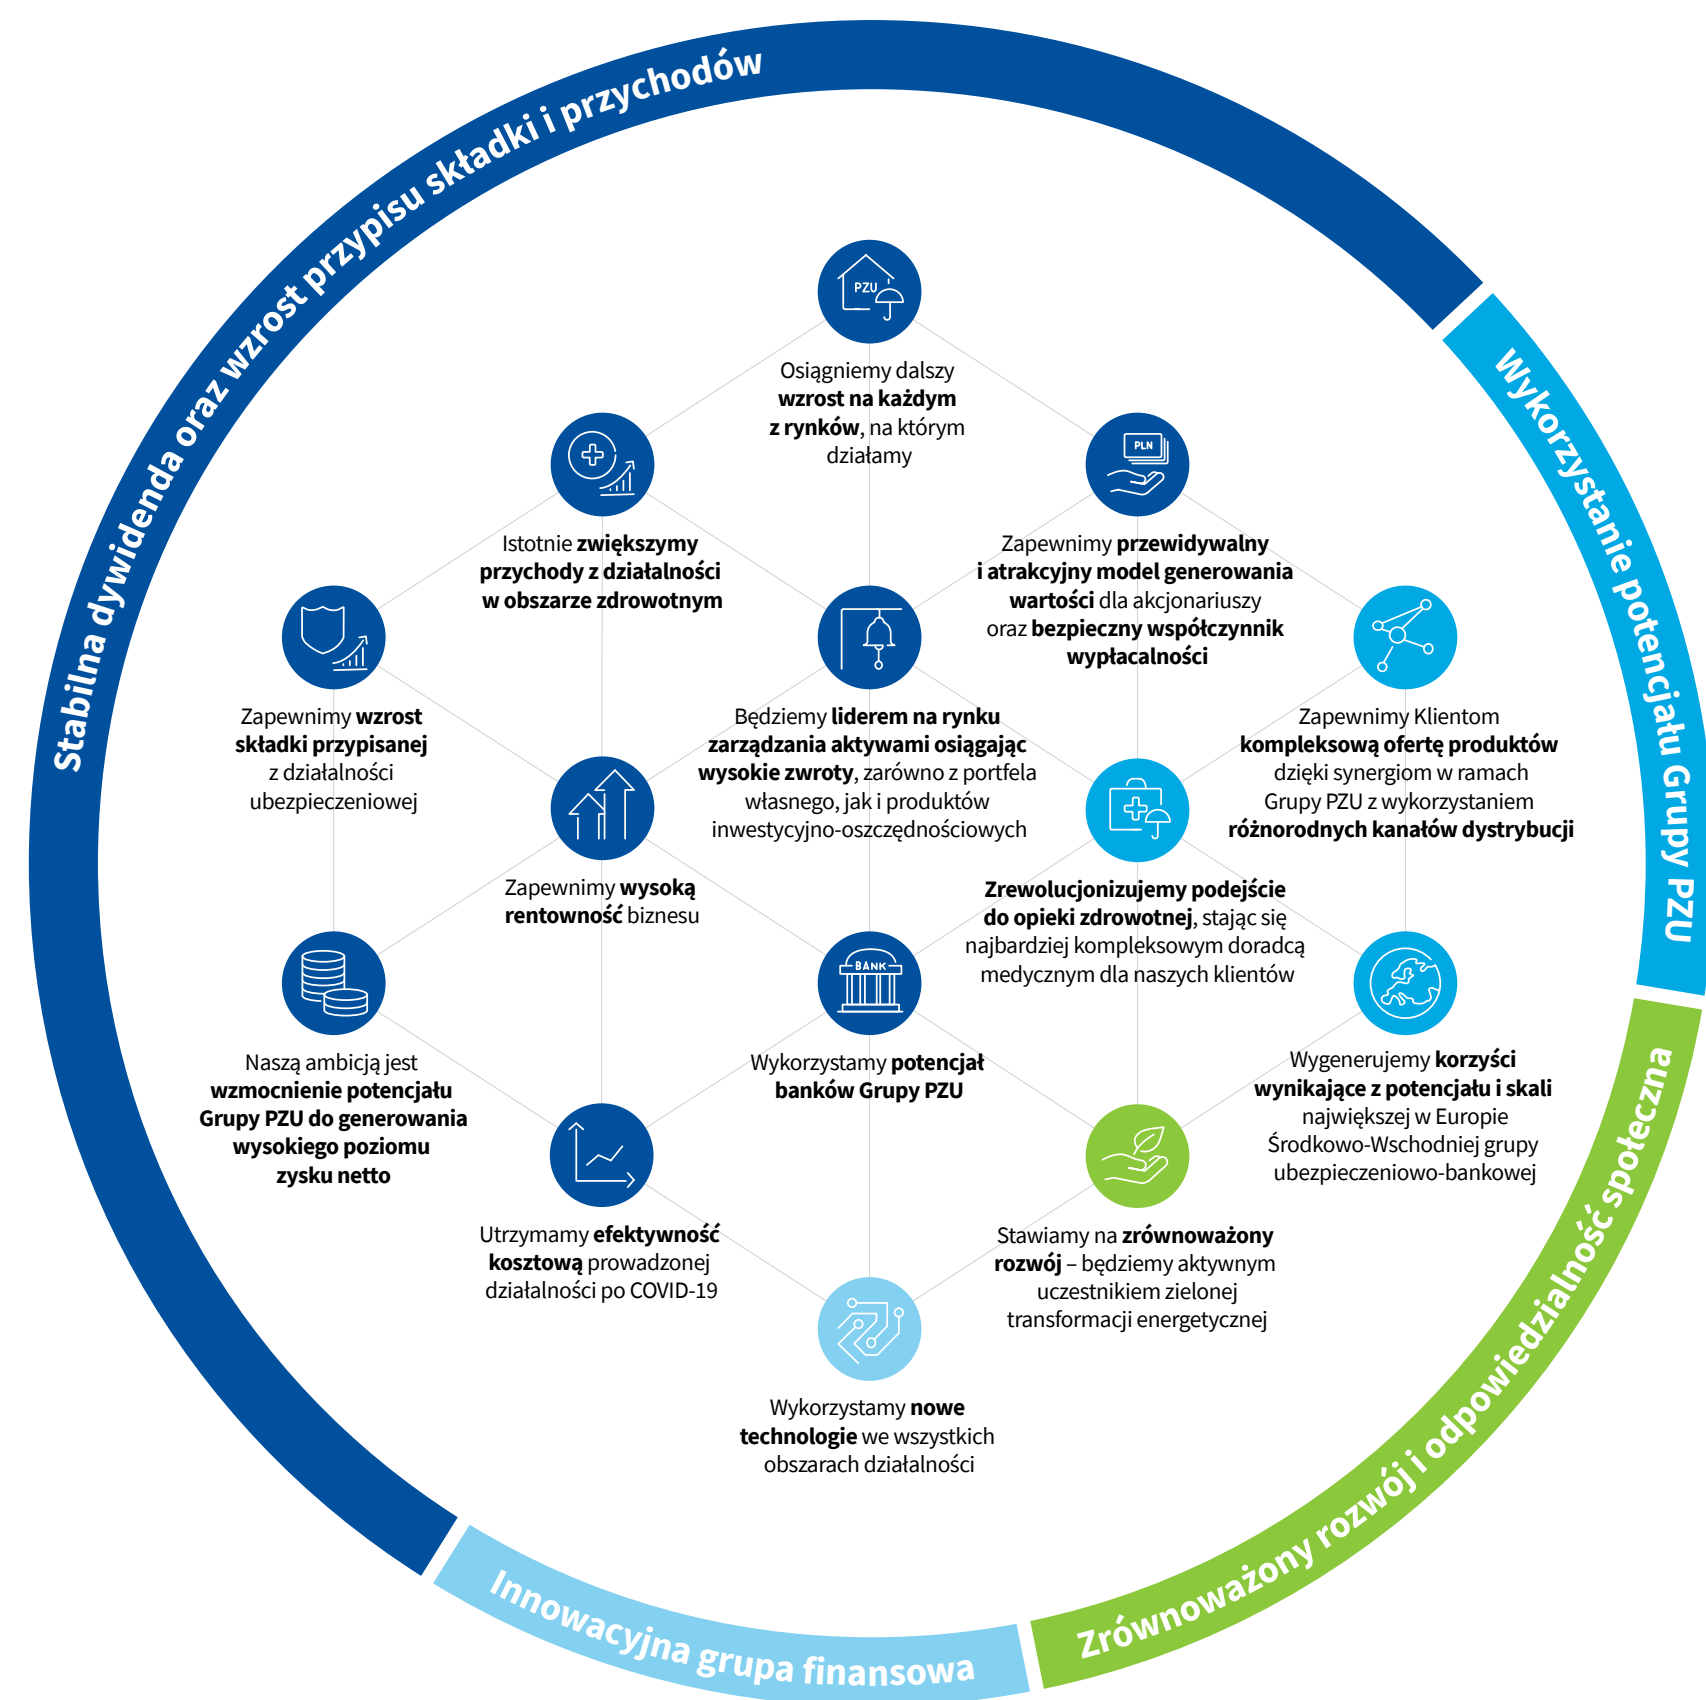 Stabilna dywidenda oraz wzrost przypisu składki i przychodów
Wykorzystanie potencjału Grupy PZU
Zrównoważony rozwój i odpowiedzialność społeczna
Innowacyjna grupa finansowa
PZU
Osiągniemy dalszy
wzrost na każdym
z rynków, na którym
działamy
Istotnie zwiększymy
przychody z działalności
w obszarze zdrowotnym
PLN
Zapewnimy przewidywalny
i atrakcyjny model generowania
wartości dla akcjonariuszy
oraz bezpieczny współczynnik
wypłacalności
Zapewnimy wzrost
składki przypisanej
z działalności
ubezpieczeniowej
Będziemy liderem na rynku
zarządzania aktywami osiągając
wysokie zwroty, zarówno z portfela
własnego, jak i produktów
inwestycyjno-oszczędnościowych
Zapewnimy Klientom
kompleksową ofertę produktów
dzięki synergiom w ramach
Grupy PZU z wykorzystaniem
różnorodnych kanałów dystrybucji
Zapewnimy wysoką
rentowność biznesu
Zrewolucjonizujemy podejście
do opieki zdrowotnej, stając się
najbardziej kompleksowym doradcą
medycznym dla naszych klientów
Naszą ambicją jest
wzmocnienie potencjału
Grupy PZU do generowania
wysokiego poziomu
zysku netto
BANK
Wykorzystamy potencjał
banków Grupy PZU
Wygenerujemy korzyści
wynikające z potencjału i skali
największej w Europie
Środkowo-Wschodniej grupy
ubezpieczeniowo-bankowej
Utrzymamy efektywność
kosztową prowadzonej
działalności po COVID-19
Stawiamy na zrównoważony
rozwój – będziemy aktywnym
uczestnikiem zielonej
transformacji energetycznej
Wykorzystamy nowe
technologie we wszystkich
obszarach działalności